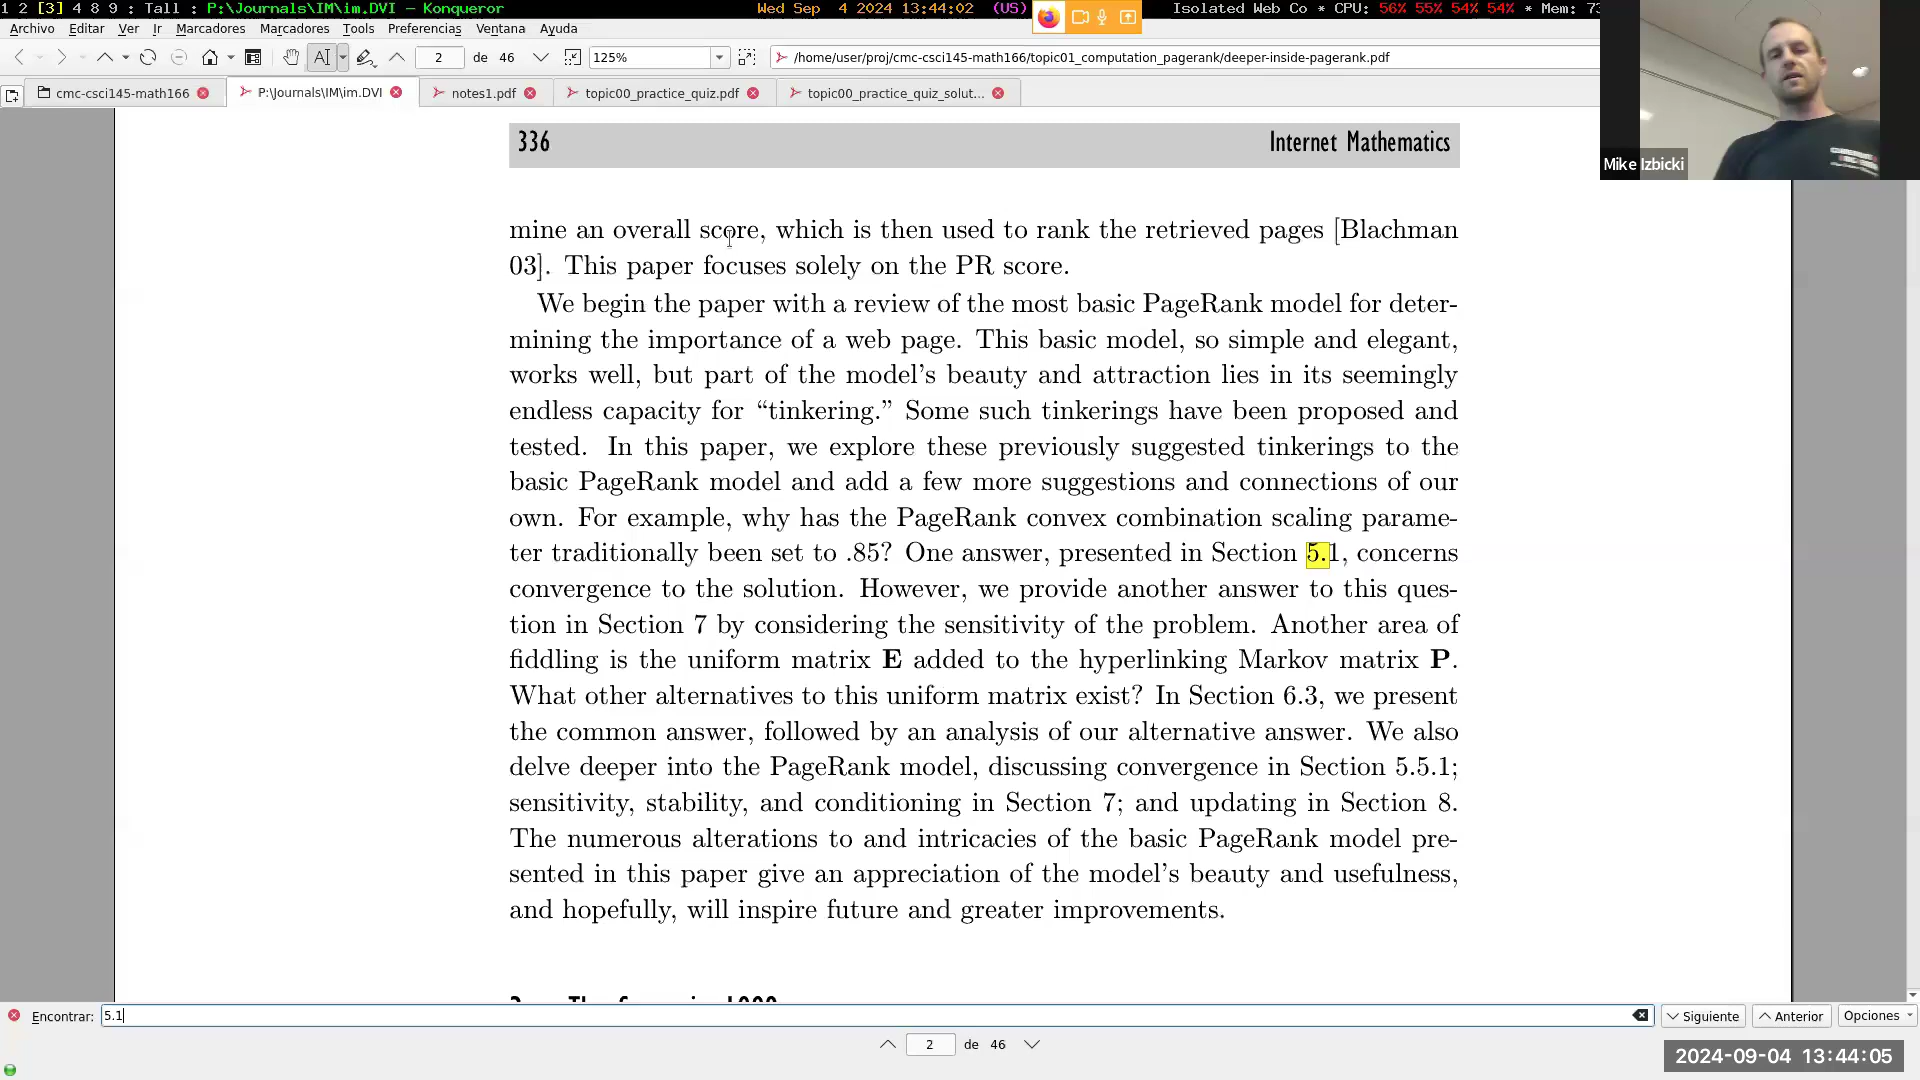 1 2 [3] 4 8 9 : Tall : P:\Journals\IM\im.DVI — Konqueror
Wed Sep  4 2024 13:44:02 (US)
Isolated Web Co * CPU: 56% 55% 54% 54% * Mem: 73
Archivo Editar Ver Ir Marcadores Marcadores Tools Preferencias Ventana Ayuda
2 de 46 125% /home/user/proj/cmc-csci145-math166/topic01_computation_pagerank/deeper-inside-pagerank.pdf
cmc-csci145-math166 P:\Journals\IM\im.DVI notes1.pdf topic00_practice_quiz.pdf topic00_practice_quiz_solut...
Mike Izbicki
336 Internet Mathematics
mine an overall score, which is then used to rank the retrieved pages [Blachman
03]. This paper focuses solely on the PR score.
We begin the paper with a review of the most basic PageRank model for deter-
mining the importance of a web page. This basic model, so simple and elegant,
works well, but part of the model's beauty and attraction lies in its seemingly
endless capacity for “tinkering.” Some such tinkerings have been proposed and
tested. In this paper, we explore these previously suggested tinkerings to the
basic PageRank model and add a few more suggestions and connections of our
own. For example, why has the PageRank convex combination scaling parame-
ter traditionally been set to .85? One answer, presented in Section 5.1, concerns
convergence to the solution. However, we provide another answer to this ques-
tion in Section 7 by considering the sensitivity of the problem. Another area of
fiddling is the uniform matrix E added to the hyperlinking Markov matrix P.
What other alternatives to this uniform matrix exist? In Section 6.3, we present
the common answer, followed by an analysis of our alternative answer. We also
delve deeper into the PageRank model, discussing convergence in Section 5.5.1;
sensitivity, stability, and conditioning in Section 7; and updating in Section 8.
The numerous alterations to and intricacies of the basic PageRank model pre-
sented in this paper give an appreciation of the model's beauty and usefulness,
and hopefully, will inspire future and greater improvements.
Encontrar: 5.1 Siguiente Anterior Opciones
2 de 46
2024-09-04 13:44:05